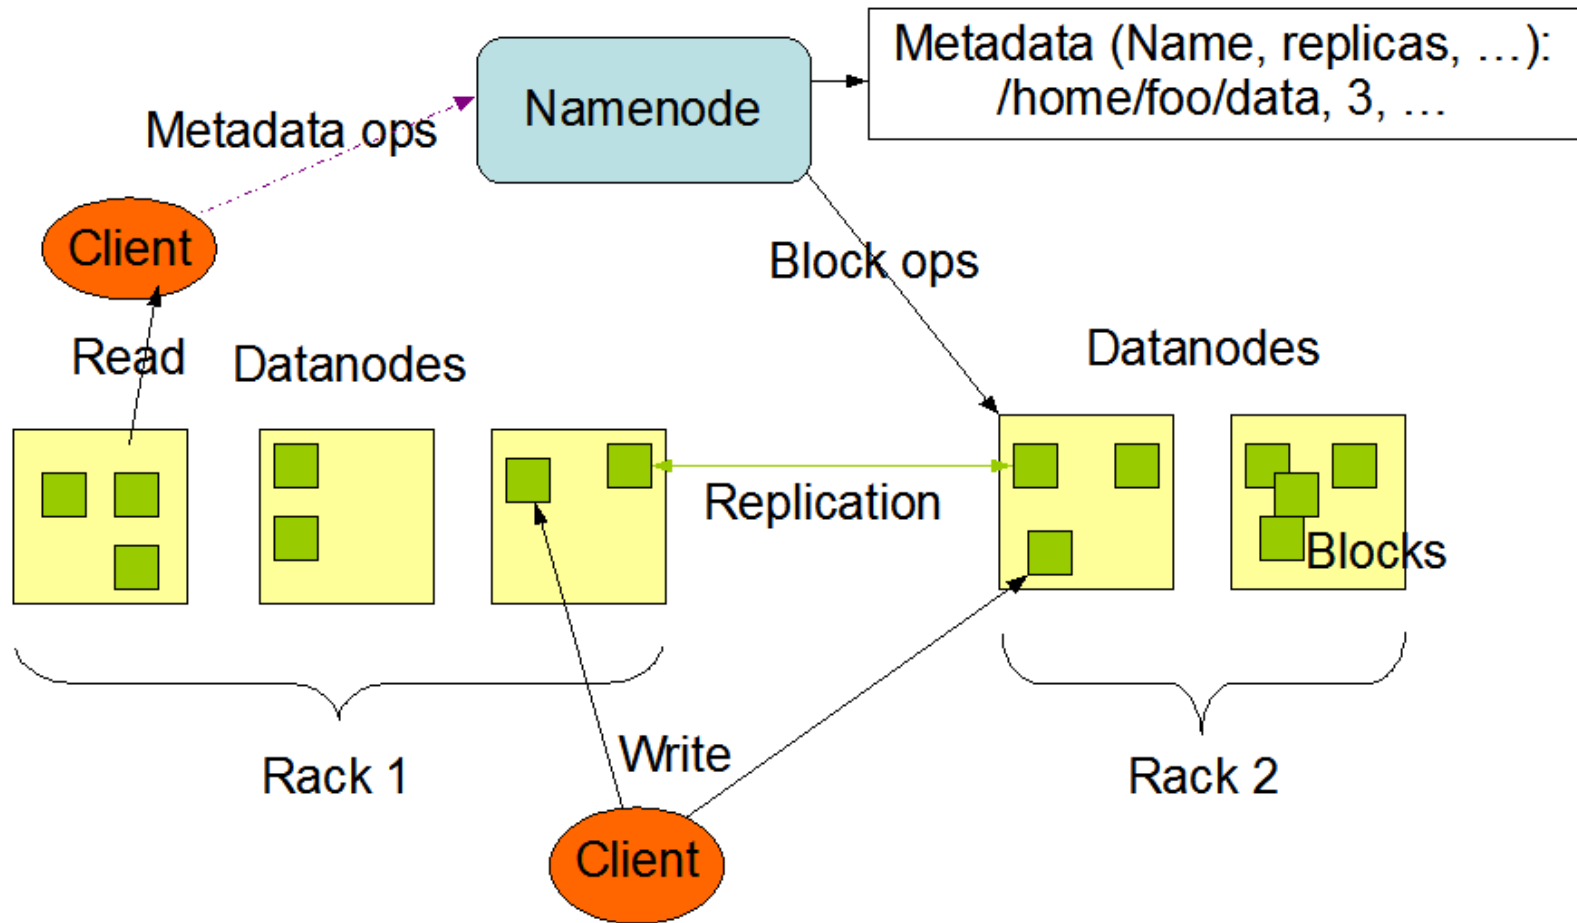 Metadata (Name, replicas, …):
/home/foo/data, 3, …
Namenode
Metadata ops
Client
Block ops
Read
Datanodes
Datanodes
Replication
Blocks
Rack 1
Write
Rack 2
Client